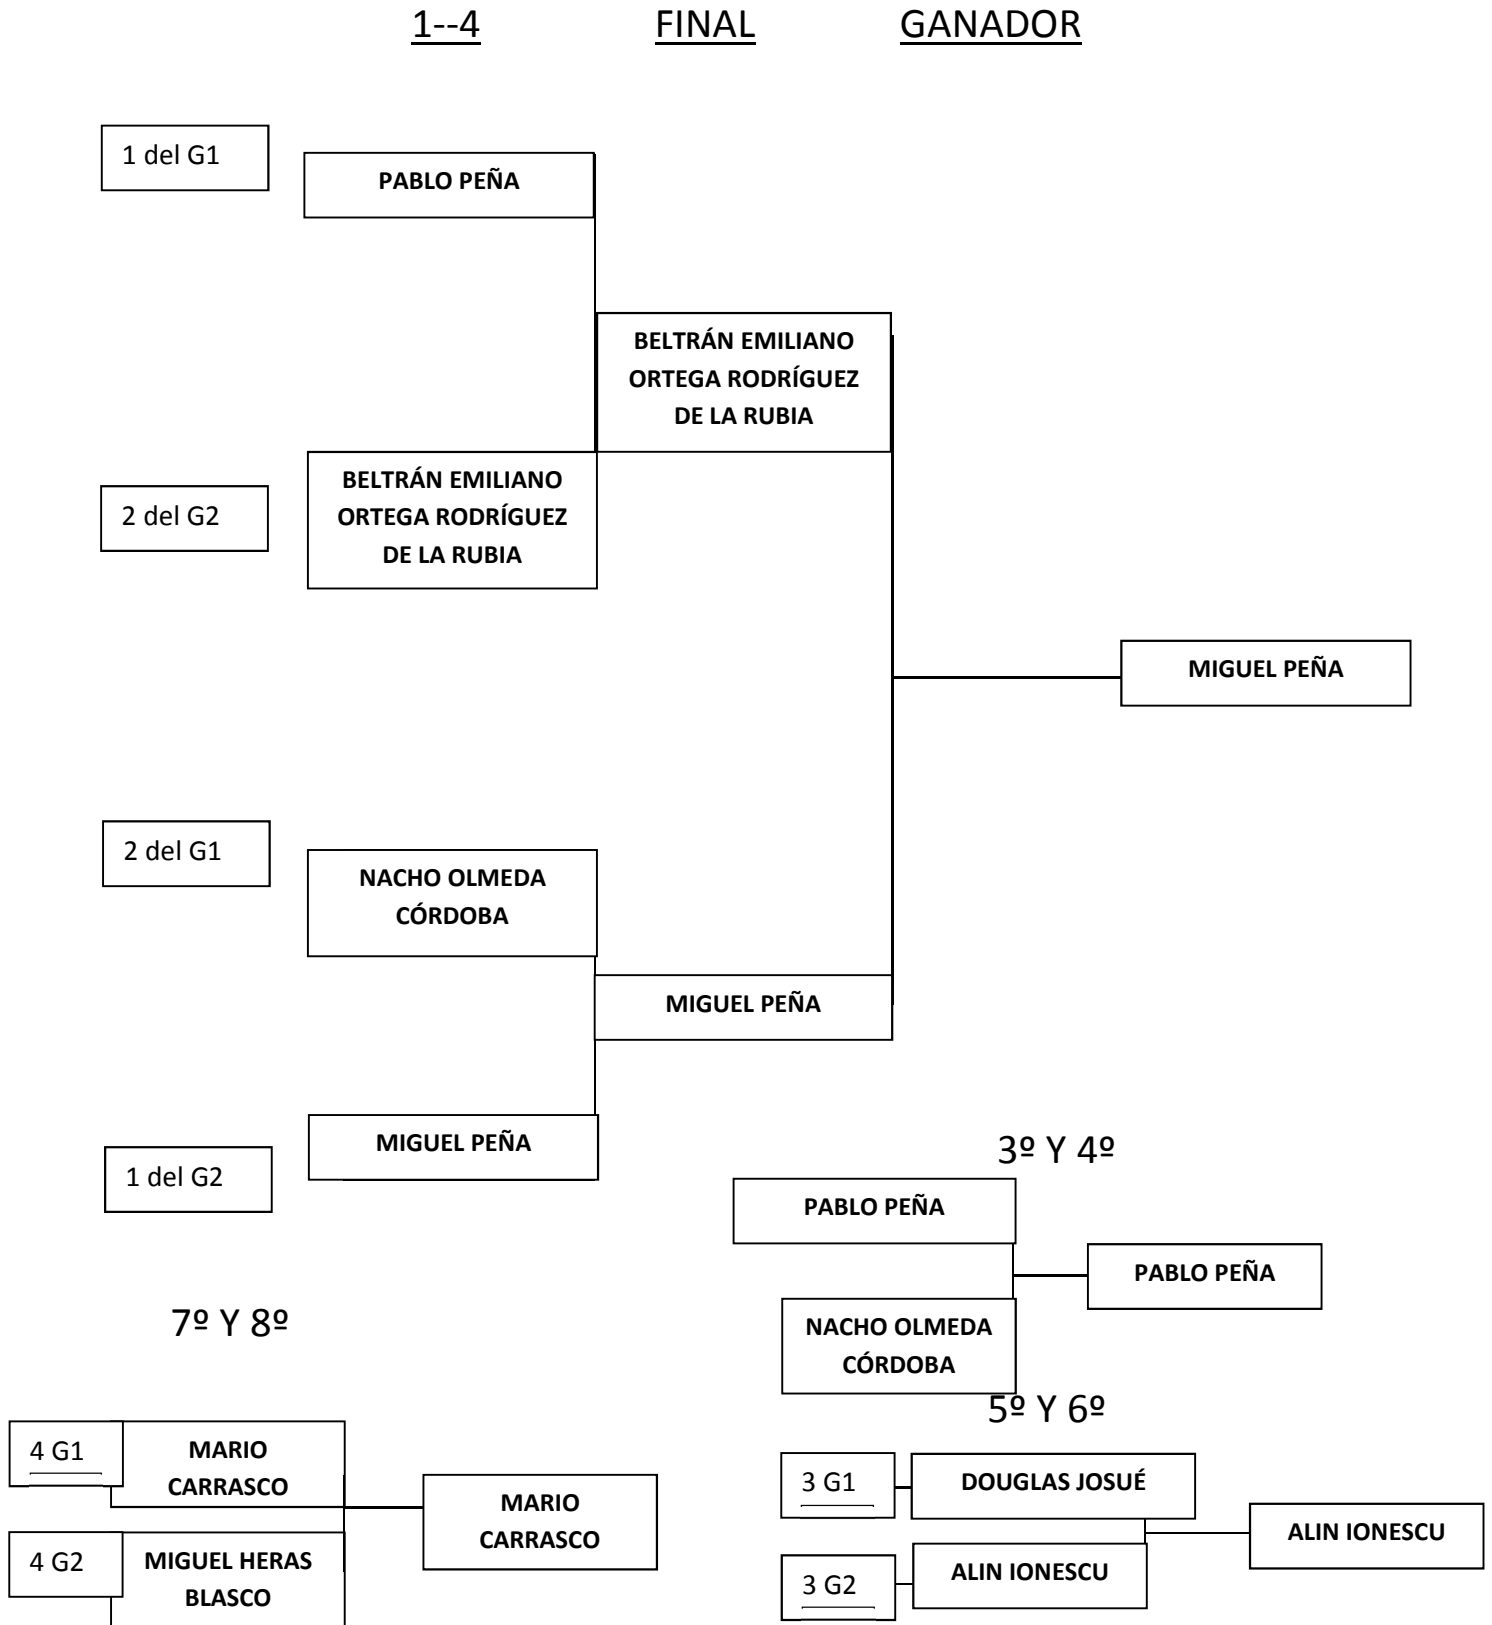 1--4 FINAL GANADOR
1 del G1
PABLO PEÑA
BELTRÁN EMILIANO
ORTEGA RODRÍGUEZ
DE LA RUBIA
2 del G2
BELTRÁN EMILIANO
ORTEGA RODRÍGUEZ
DE LA RUBIA
MIGUEL PEÑA
2 del G1
NACHO OLMEDA
CÓRDOBA
MIGUEL PEÑA
1 del G2
MIGUEL PEÑA
3º Y 4º
PABLO PEÑA
PABLO PEÑA
NACHO OLMEDA
CÓRDOBA
7º Y 8º
4 G1
MARIO
CARRASCO
MARIO
CARRASCO
4 G2
MIGUEL HERAS
BLASCO
5º Y 6º
3 G1
DOUGLAS JOSUÉ
ALIN IONESCU
3 G2
ALIN IONESCU